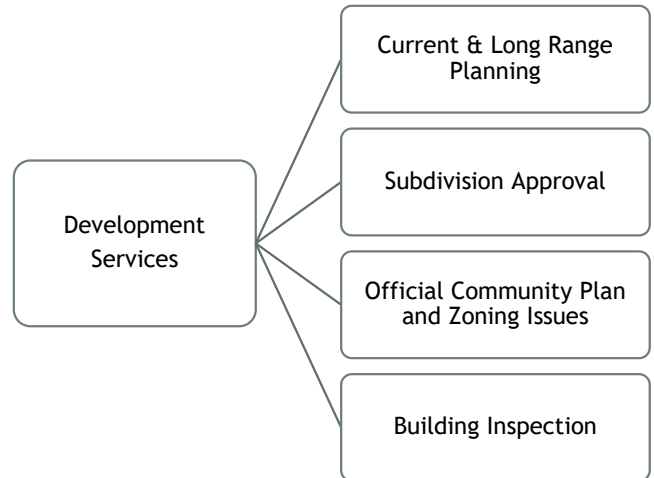 Current & Long Range
Planning
Subdivision Approval
Development
Services
Official Community Plan
and Zoning Issues
Building Inspection